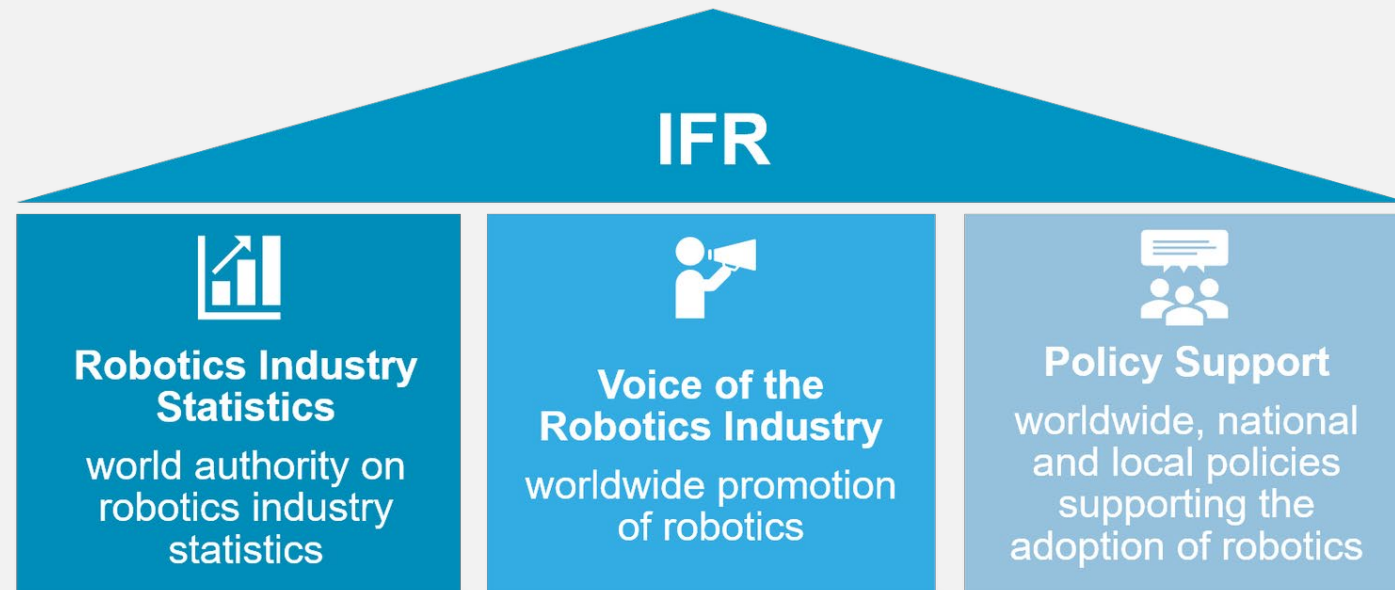 IFR
Robotics Industry
Statistics
world authority on
robotics industry
statistics
Voice of the
Robotics Industry
worldwide promotion
of robotics
Policy Support
worldwide, national
and local policies
supporting the
adoption of robotics